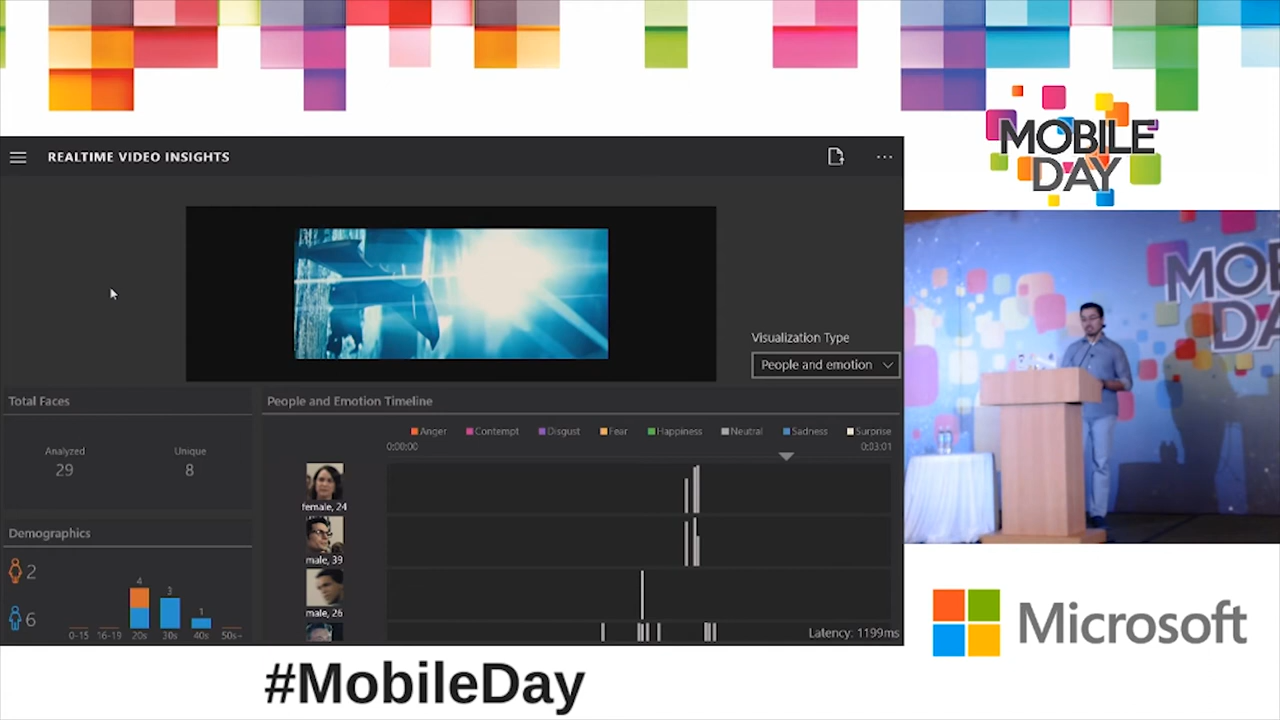 MOBILE
DAY
REALTIME VIDEO INSIGHTS
Visualization Type
People and emotion
Total Faces
Analyzed
29
Unique
8
People and Emotion Timeline
Anger Contempt Disgust Fear Happiness Neutral Sadness Surprise
0:00:00 0:03:01
female, 24
male, 39
male, 26
Demographics
2
6
4 3 1
0-15 16-19 20s 30s 40s 50s~
Latency: 1199ms
MO
DA
Microsoft
#MobileDay